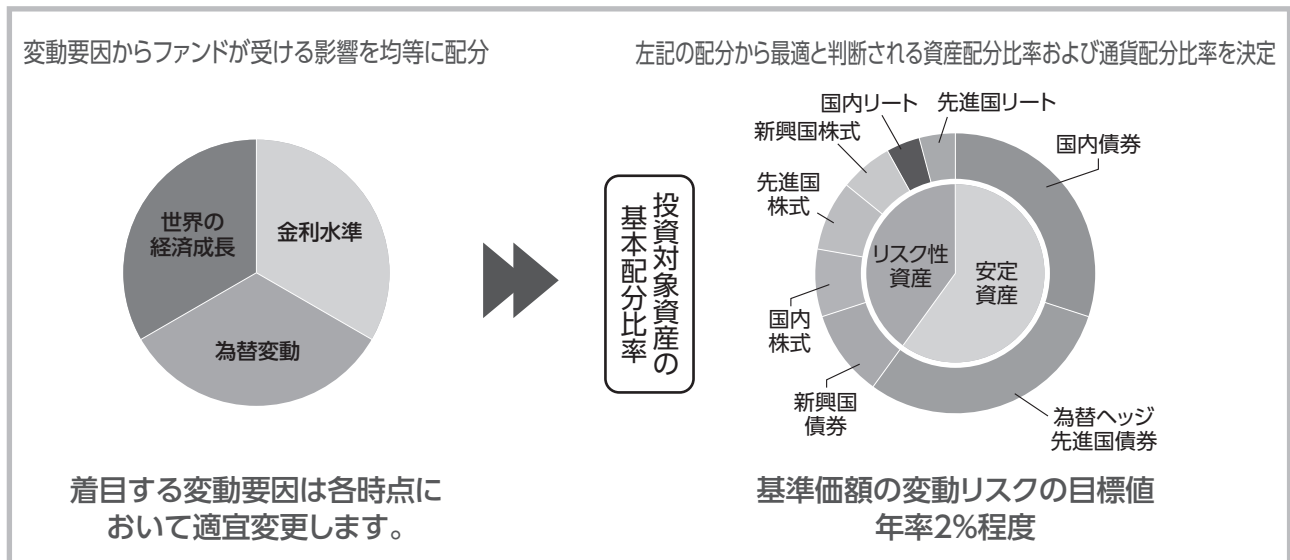 変動要因からファンドが受ける影響を均等に配分
世界の
経済成長
金利水準
為替変動
着目する変動要因は各時点に
おいて適宜変更します。
投資対象資産の
基本配分比率
左記の配分から最適と判断される資産配分比率および通貨配分比率を決定
国内リート
先進国リート
新興国株式
国内債券
先進国
株式
リスク性
資産
安定
資産
国内
株式
新興国
債券
為替ヘッジ
先進国債券
基準価額の変動リスクの目標値
年率2%程度